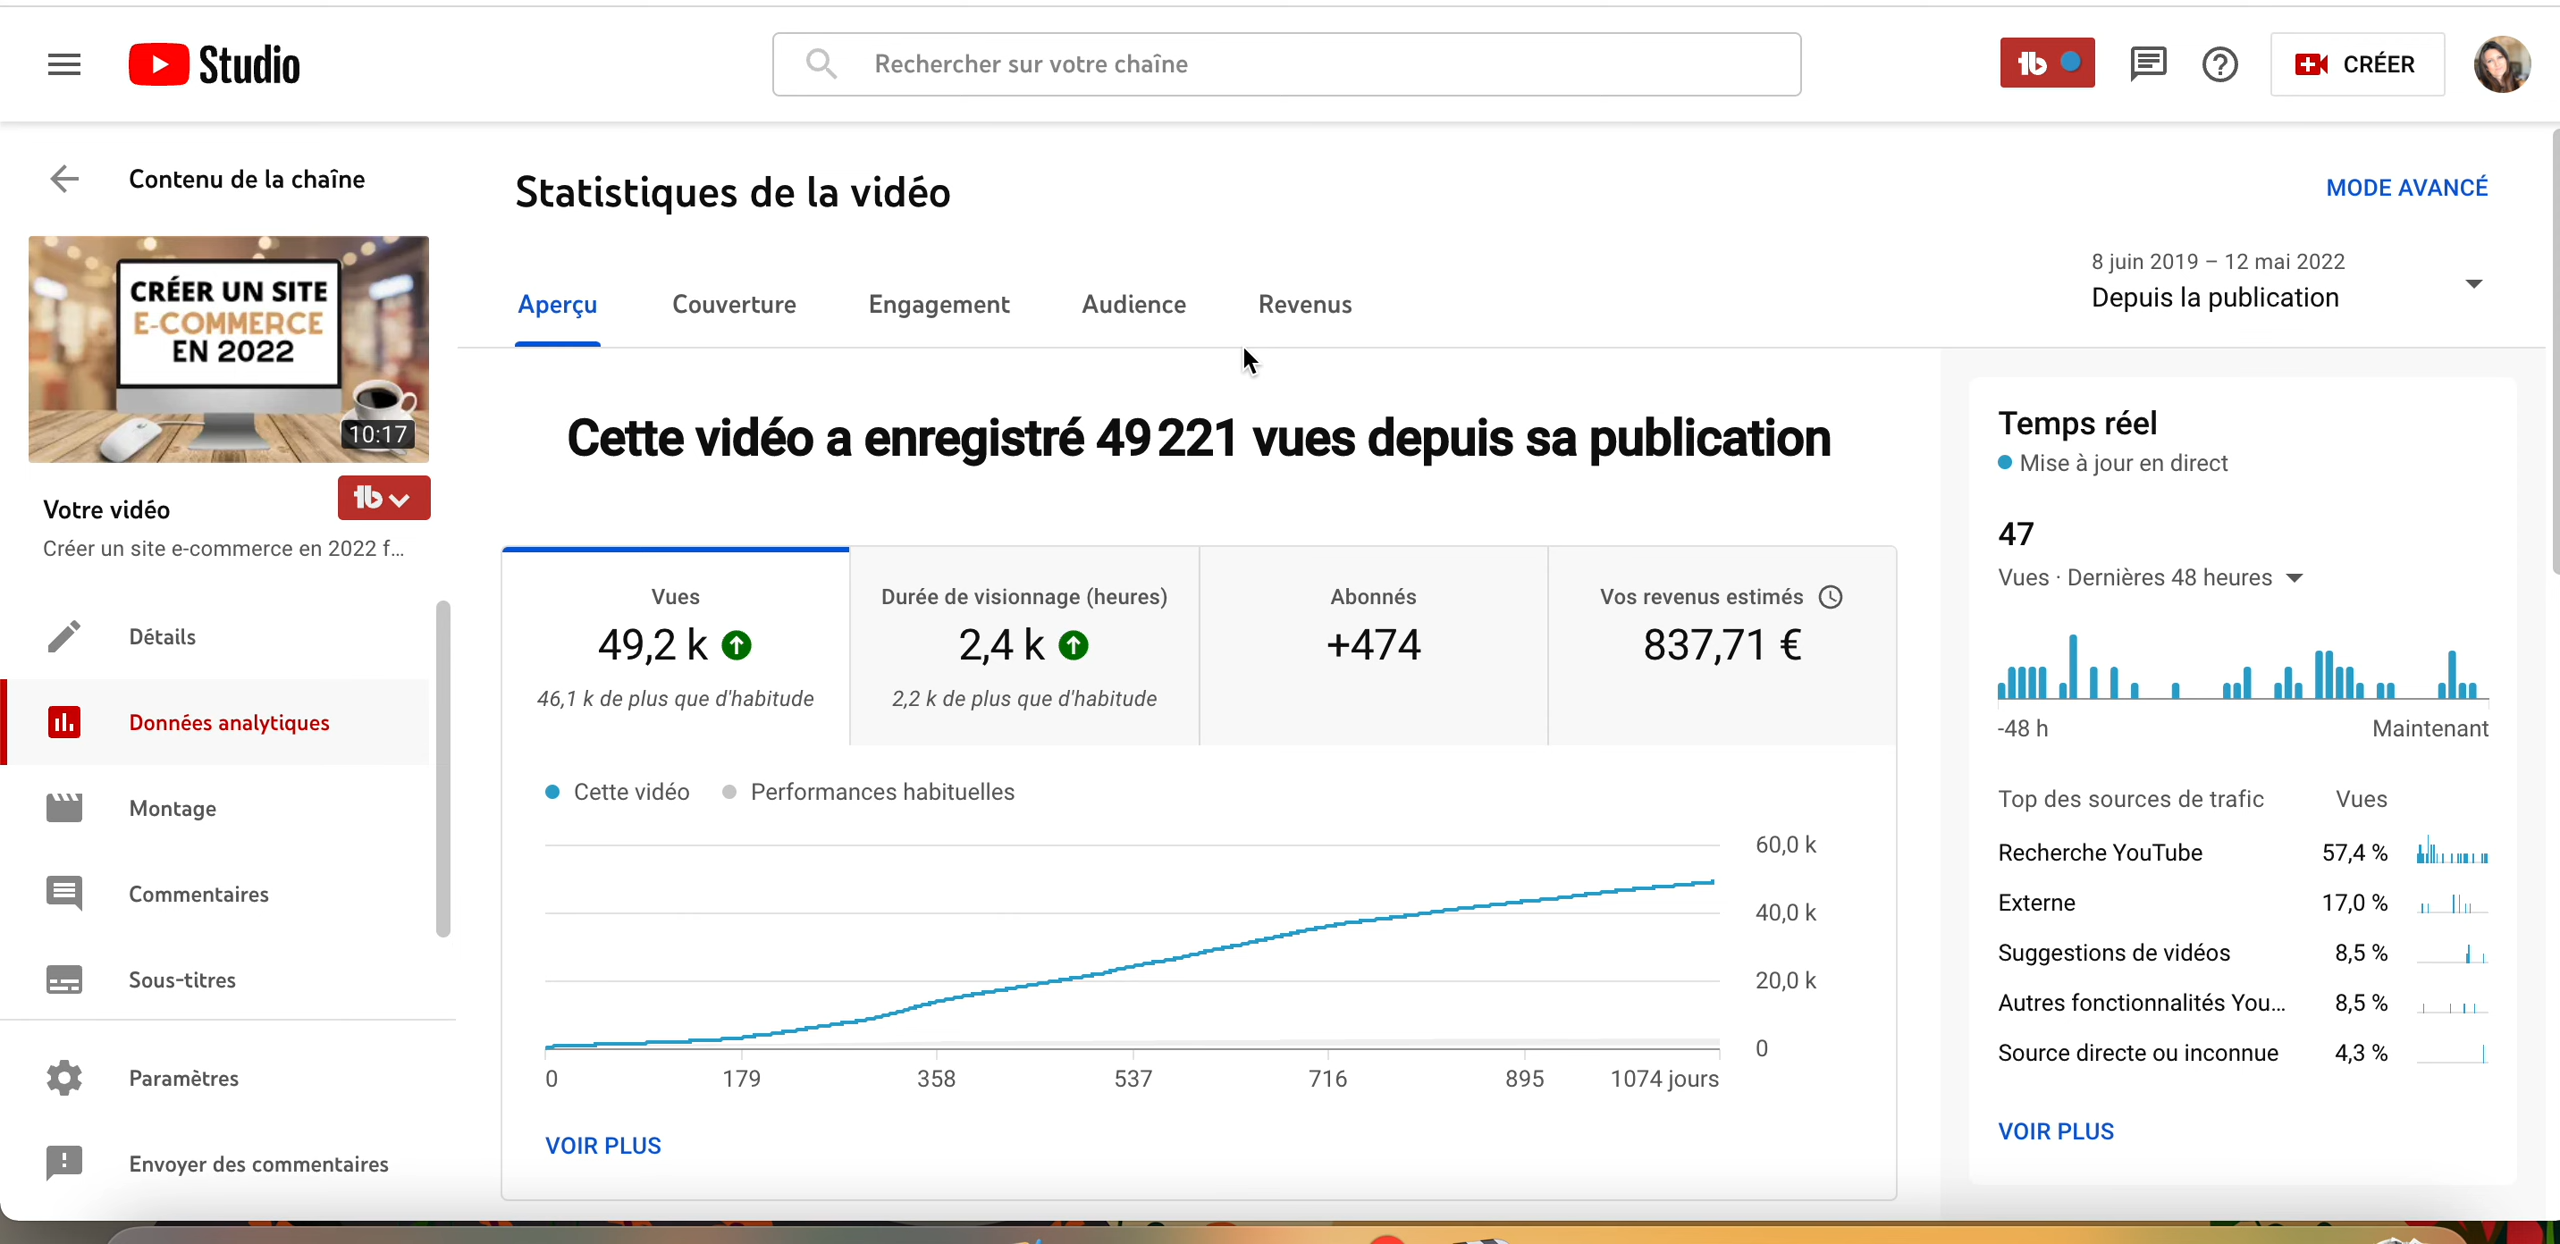 Studio
Rechercher sur votre chaîne
CRÉER
Contenu de la chaîne
CRÉER UN SITE
E-COMMERCE
EN 2022
10:17
Votre vidéo
Créer un site e-commerce en 2022 f...
Détails
Données analytiques
Montage
Commentaires
Sous-titres
Paramètres
Envoyer des commentaires
Statistiques de la vidéo
MODE AVANCÉ
8 juin 2019 – 12 mai 2022
Depuis la publication
Aperçu Couverture Engagement Audience Revenus
Cette vidéo a enregistré 49 221 vues depuis sa publication
Vues
49,2 k
46,1 k de plus que d'habitude
Durée de visionnage (heures)
2,4 k
2,2 k de plus que d'habitude
Abonnés
+474
Vos revenus estimés
837,71 €
Cette vidéo Performances habituelles
60,0 k
40,0 k
20,0 k
0
0 179 358 537 716 895 1074 jours
VOIR PLUS
Temps réel
Mise à jour en direct
47
Vues · Dernières 48 heures
-48 h Maintenant
Top des sources de trafic Vues
Recherche YouTube 57,4 %
Externe 17,0 %
Suggestions de vidéos 8,5 %
Autres fonctionnalités You... 8,5 %
Source directe ou inconnue 4,3 %
VOIR PLUS